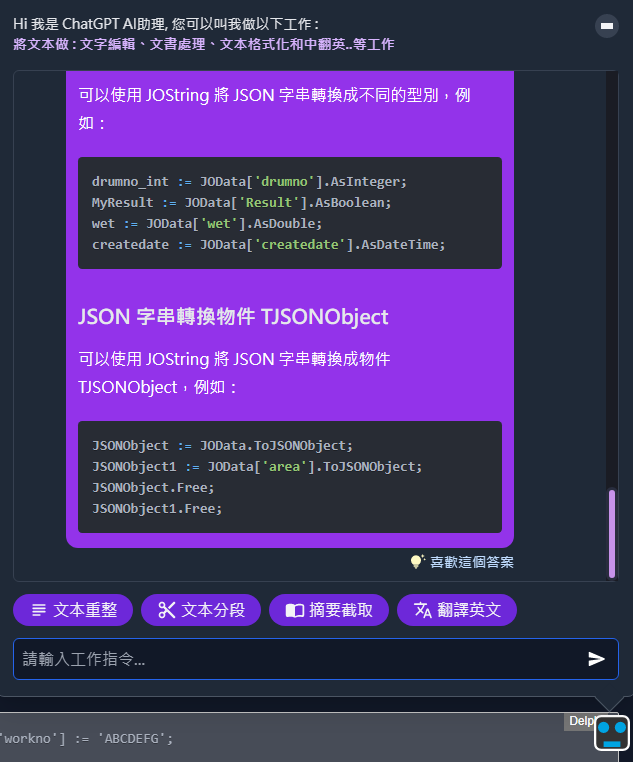 Hi 我是 ChatGPT AI助理, 您可以叫我做以下工作 :
將文本做 : 文字編輯、文書處理、文本格式化和中翻英..等工作
可以使用 JOString 將 JSON 字串轉換成不同的型別，例
如：
drumno_int := JOData['drumno'].AsInteger;
MyResult := JOData['Result'].AsBoolean;
wet := JOData['wet'].AsDouble;
createdate := JOData['createdate'].AsDateTime;
JSON 字串轉換物件 TJSONObject
可以使用 JOString 將 JSON 字串轉換成物件
TJSONObject，例如：
JSONObject := JOData.ToJSONObject;
JSONObject1 := JOData['area'].ToJSONObject;
JSONObject.Free;
JSONObject1.Free;
喜歡這個答案
文本重整 文本分段 摘要截取 翻譯英文
請輸入工作指令...
'workno'] := 'ABCDEFG';